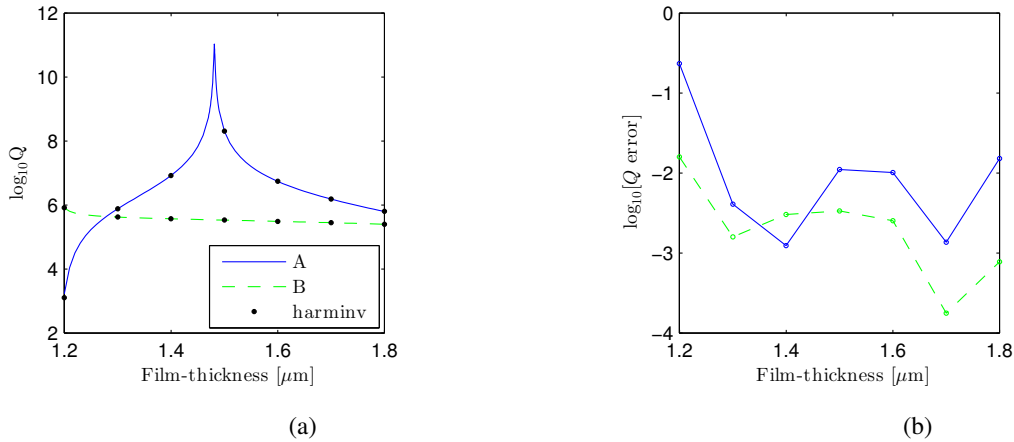 12
10
8
6
4
2
log₁₀Q
A
B
harminv
1.2
1.4
1.6
1.8
Film-thickness [μm]
(a)
0
−1
−2
−3
−4
log₁₀[Q error]
1.2
1.4
1.6
1.8
Film-thickness [μm]
(b)